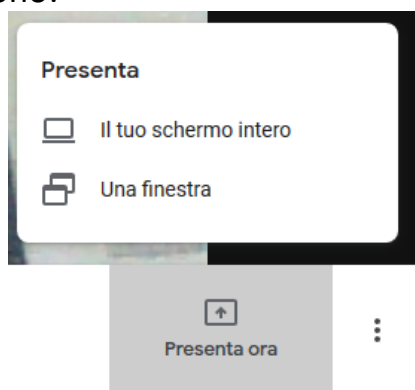 Presenta
Il tuo schermo intero
Una finestra
Presenta ora